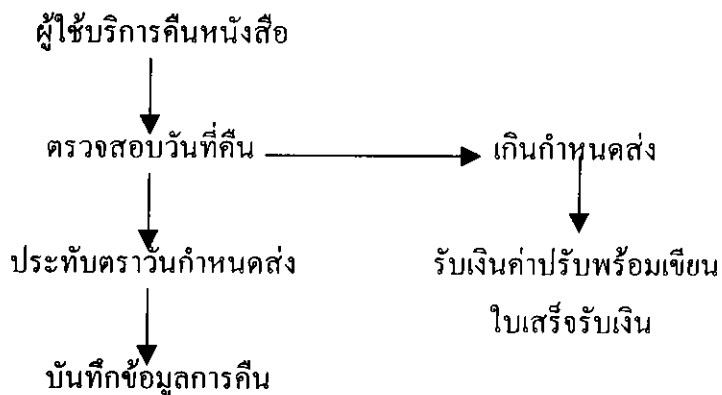 ผู้ใช้บริการคืนหนังสือ
ตรวจสอบวันที่คืน
เกินกำหนดส่ง
ประทับตราวันกำหนดส่ง
รับเงินค่าปรับพร้อมเขียน
ใบเสร็จรับเงิน
บันทึกข้อมูลการคืน